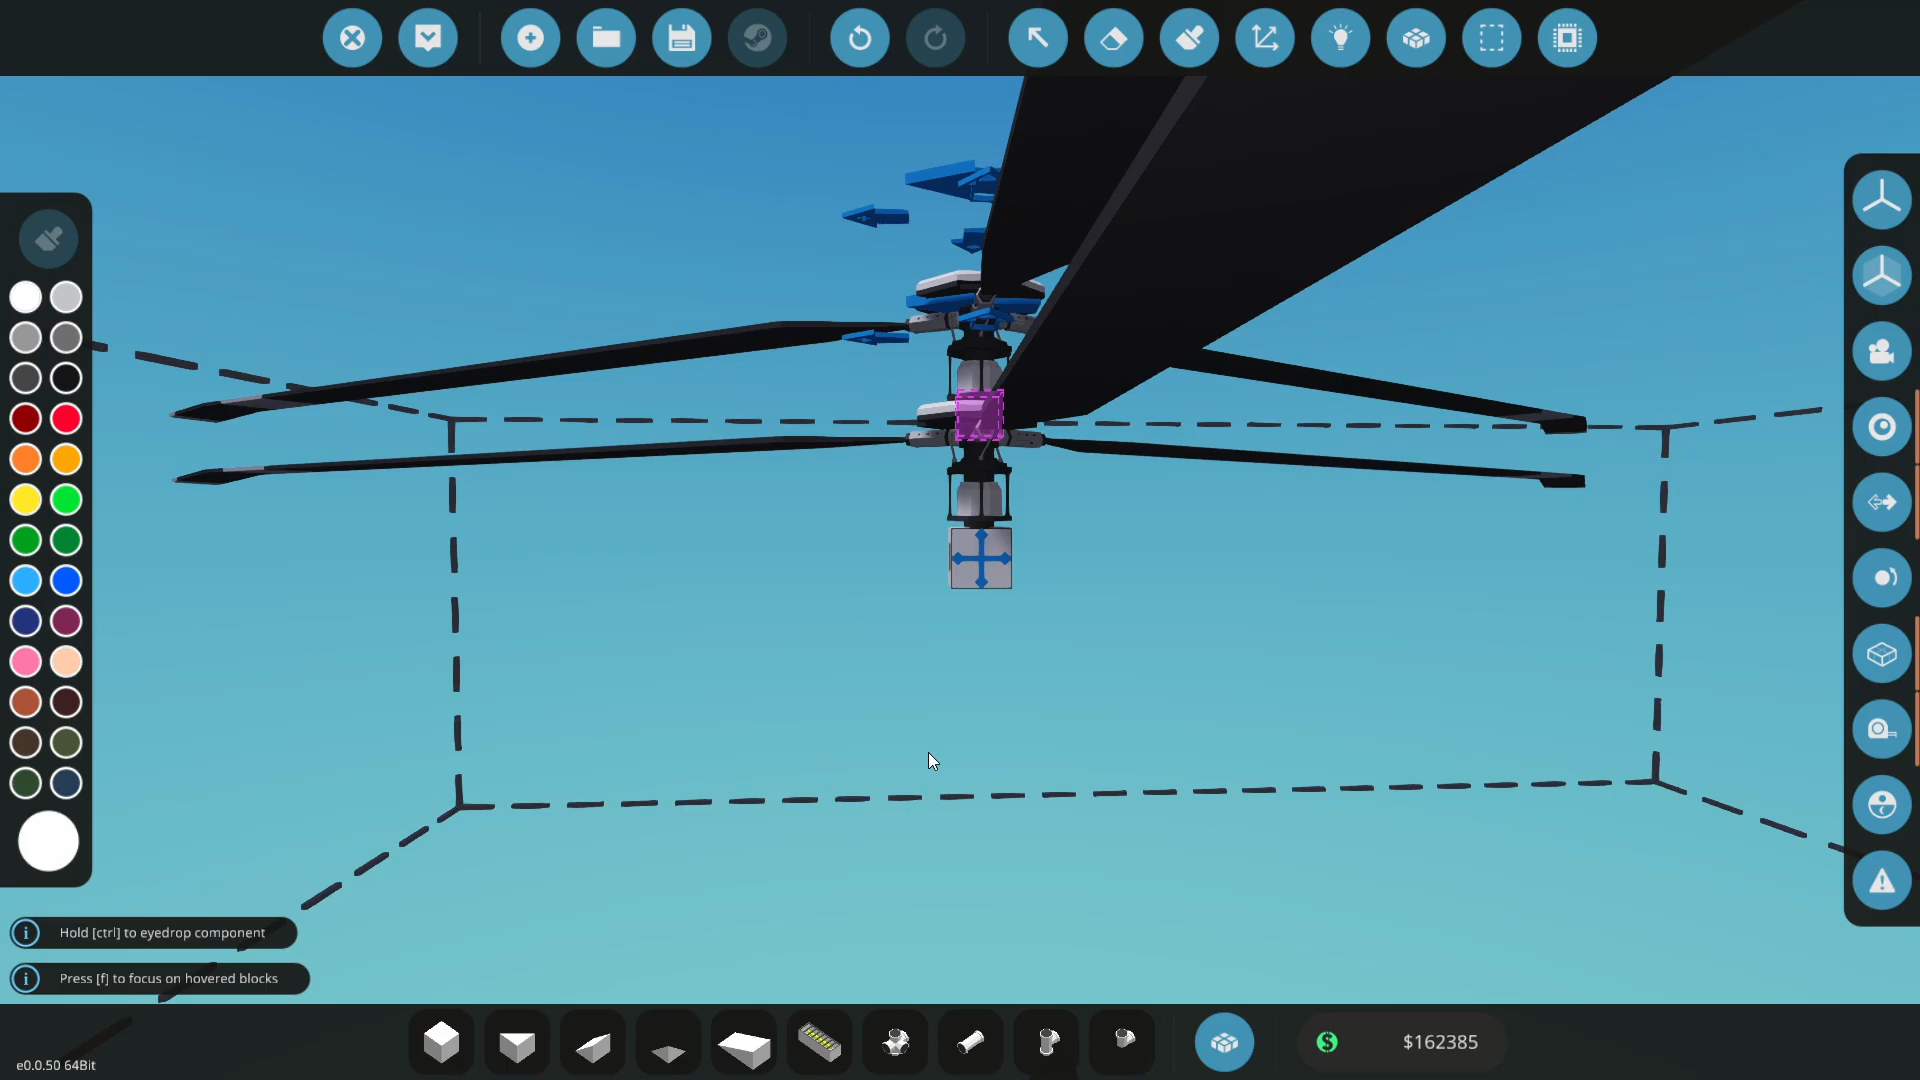 Hold [ctrl] to eyedrop component
Press [f] to focus on hovered blocks
$162385
e0.0.50 64Bit